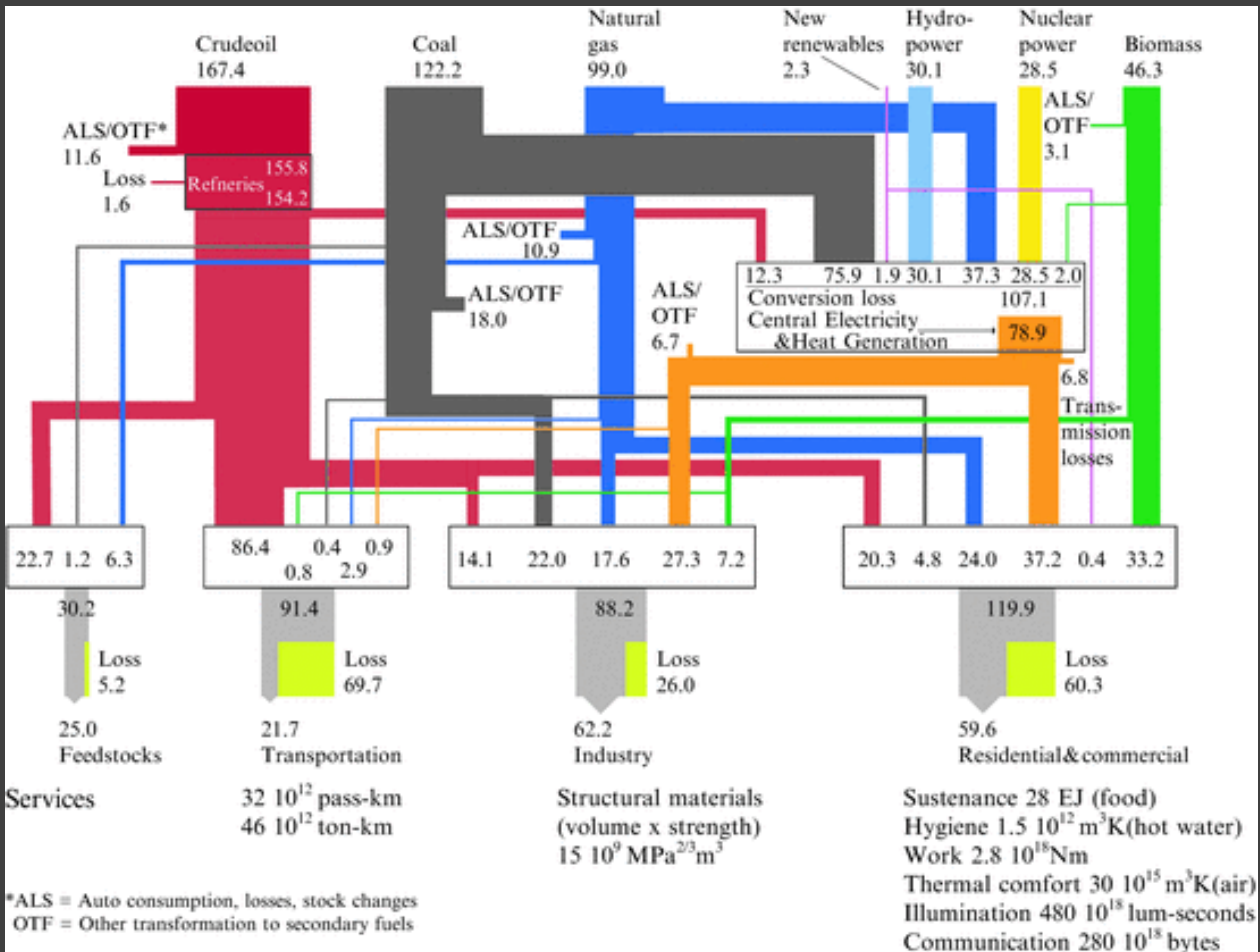 Crudeoil
167.4
Coal
122.2
Natural
gas
99.0
New
renewables
2.3
Hydro-
power
30.1
Nuclear
power
28.5
Biomass
46.3
ALS/OTF*
11.6
Loss
1.6
Refneries
155.8
154.2
ALS/
OTF
3.1
ALS/OTF
10.9
ALS/OTF
18.0
ALS/
OTF
6.7
12.3 75.9 1.9 30.1 37.3 28.5 2.0
Conversion loss 107.1
Central Electricity
&Heat Generation
78.9
6.8
Trans-
mission
losses
22.7 1.2 6.3
86.4 0.8 0.4 2.9 0.9
14.1 22.0 17.6 27.3 7.2
20.3 4.8 24.0 37.2 0.4 33.2
30.2
91.4
88.2
119.9
Loss
5.2
Loss
69.7
Loss
26.0
Loss
60.3
25.0
Feedstocks
21.7
Transportation
62.2
Industry
59.6
Residential&commercial
Services
32 10¹² pass-km
46 10¹² ton-km
Structural materials
(volume x strength)
15 10⁹ MPa²/³m³
Sustenance 28 EJ (food)
Hygiene 1.5 10¹² m³K(hot water)
Work 2.8 10¹⁸Nm
Thermal comfort 30 10¹⁵ m³K(air)
Illumination 480 10¹⁸ lum-seconds
Communication 280 10¹⁸ bytes
*ALS = Auto consumption, losses, stock changes
OTF = Other transformation to secondary fuels